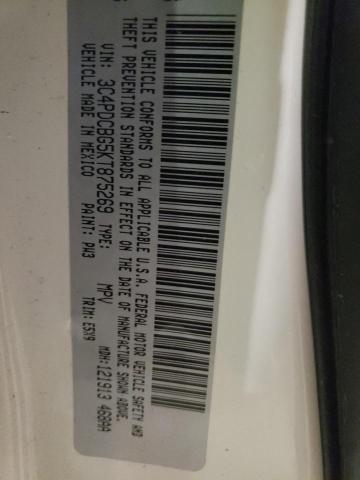 THIS VEHICLE CONFORMS TO ALL APPLICABLE U.S.A. FEDERAL MOTOR VEHICLE SAFETY AND
THEFT PREVENTION STANDARDS IN EFFECT ON THE DATE OF MANUFACTURE SHOWN ABOVE.
VIN: 3C4PDCBG5KT875269 TYPE: MPV MDH:121913 468AA
VEHICLE MADE IN MEXICO PAINT: PW3 TRIM: E5X9